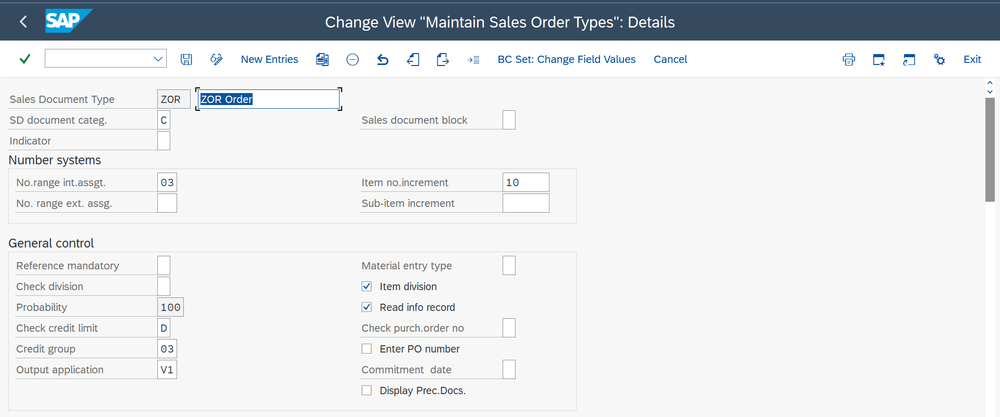 SAP
Change View "Maintain Sales Order Types": Details
New Entries BC Set: Change Field Values Cancel Exit
Sales Document Type ZOR ZOR Order
SD document categ. C Sales document block
Indicator
Number systems
No.range int.assgt. 03 Item no.increment 10
No. range ext. assg. Sub-item increment
General control
Reference mandatory Material entry type
Check division Item division
Probability 100 Read info record
Check credit limit D Check purch.order no
Credit group 03 Enter PO number
Output application V1 Commitment  date
Display Prec.Docs.